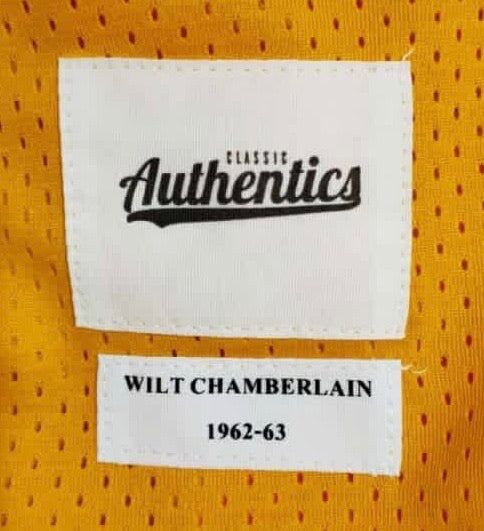 CLASSIC
Authentics
WILT CHAMBERLAIN
1962-63